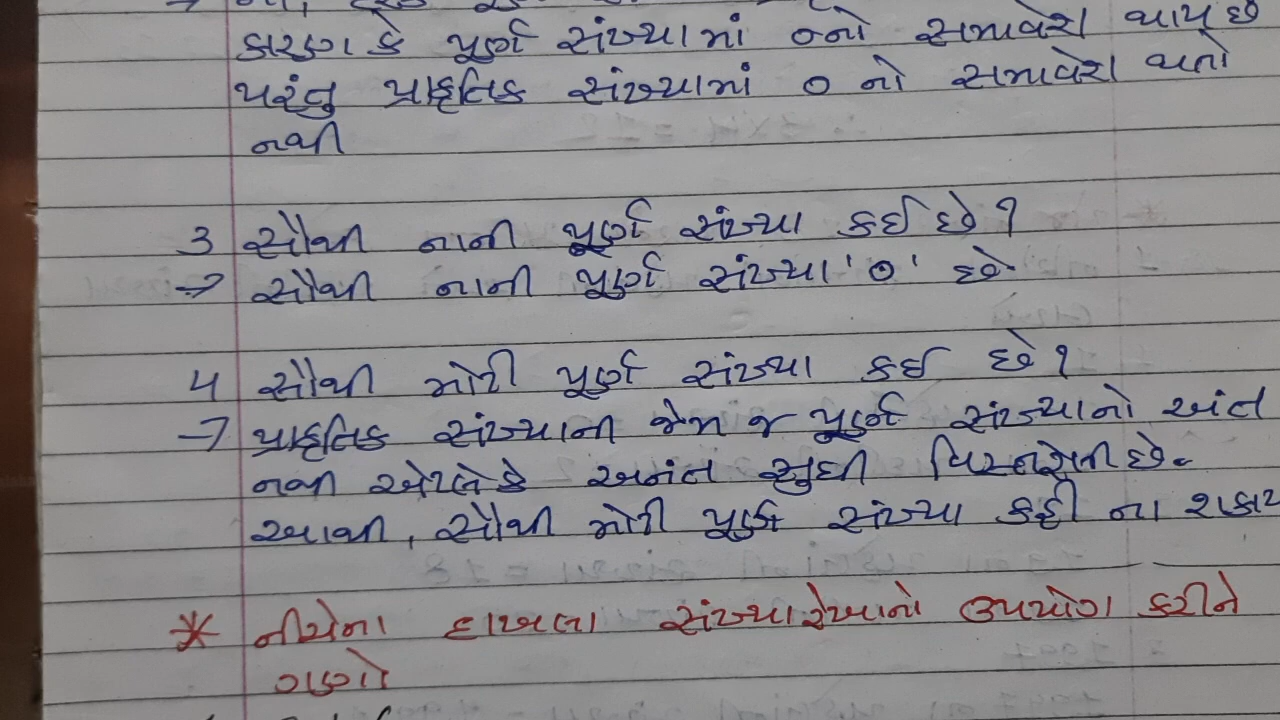 કારણ કે પૂર્ણ સંખ્યામાં ૦નો સમાવેશ થાય છે
પરંતુ પ્રાકૃતિક સંખ્યામાં ૦ નો સમાવેશ થતો
નથી
3 સૌથી નાની પૂર્ણ સંખ્યા કઈ છે ?
→ સૌથી નાની પૂર્ણ સંખ્યા '૦' છે.
4 સૌથી મોટી પૂર્ણ સંખ્યા કઈ છે ?
→ પ્રાકૃતિક સંખ્યાની જેમ જ પૂર્ણ સંખ્યાનો અંત
નથી એટલે કે અનંત સુધી વિસ્તરેલી છે.
આથી, સૌથી મોટી પૂર્ણ સંખ્યા કહી ના શકાય
* નીચેના દાખલા સંખ્યારેખાનો ઉપયોગ કરીને
ગણો